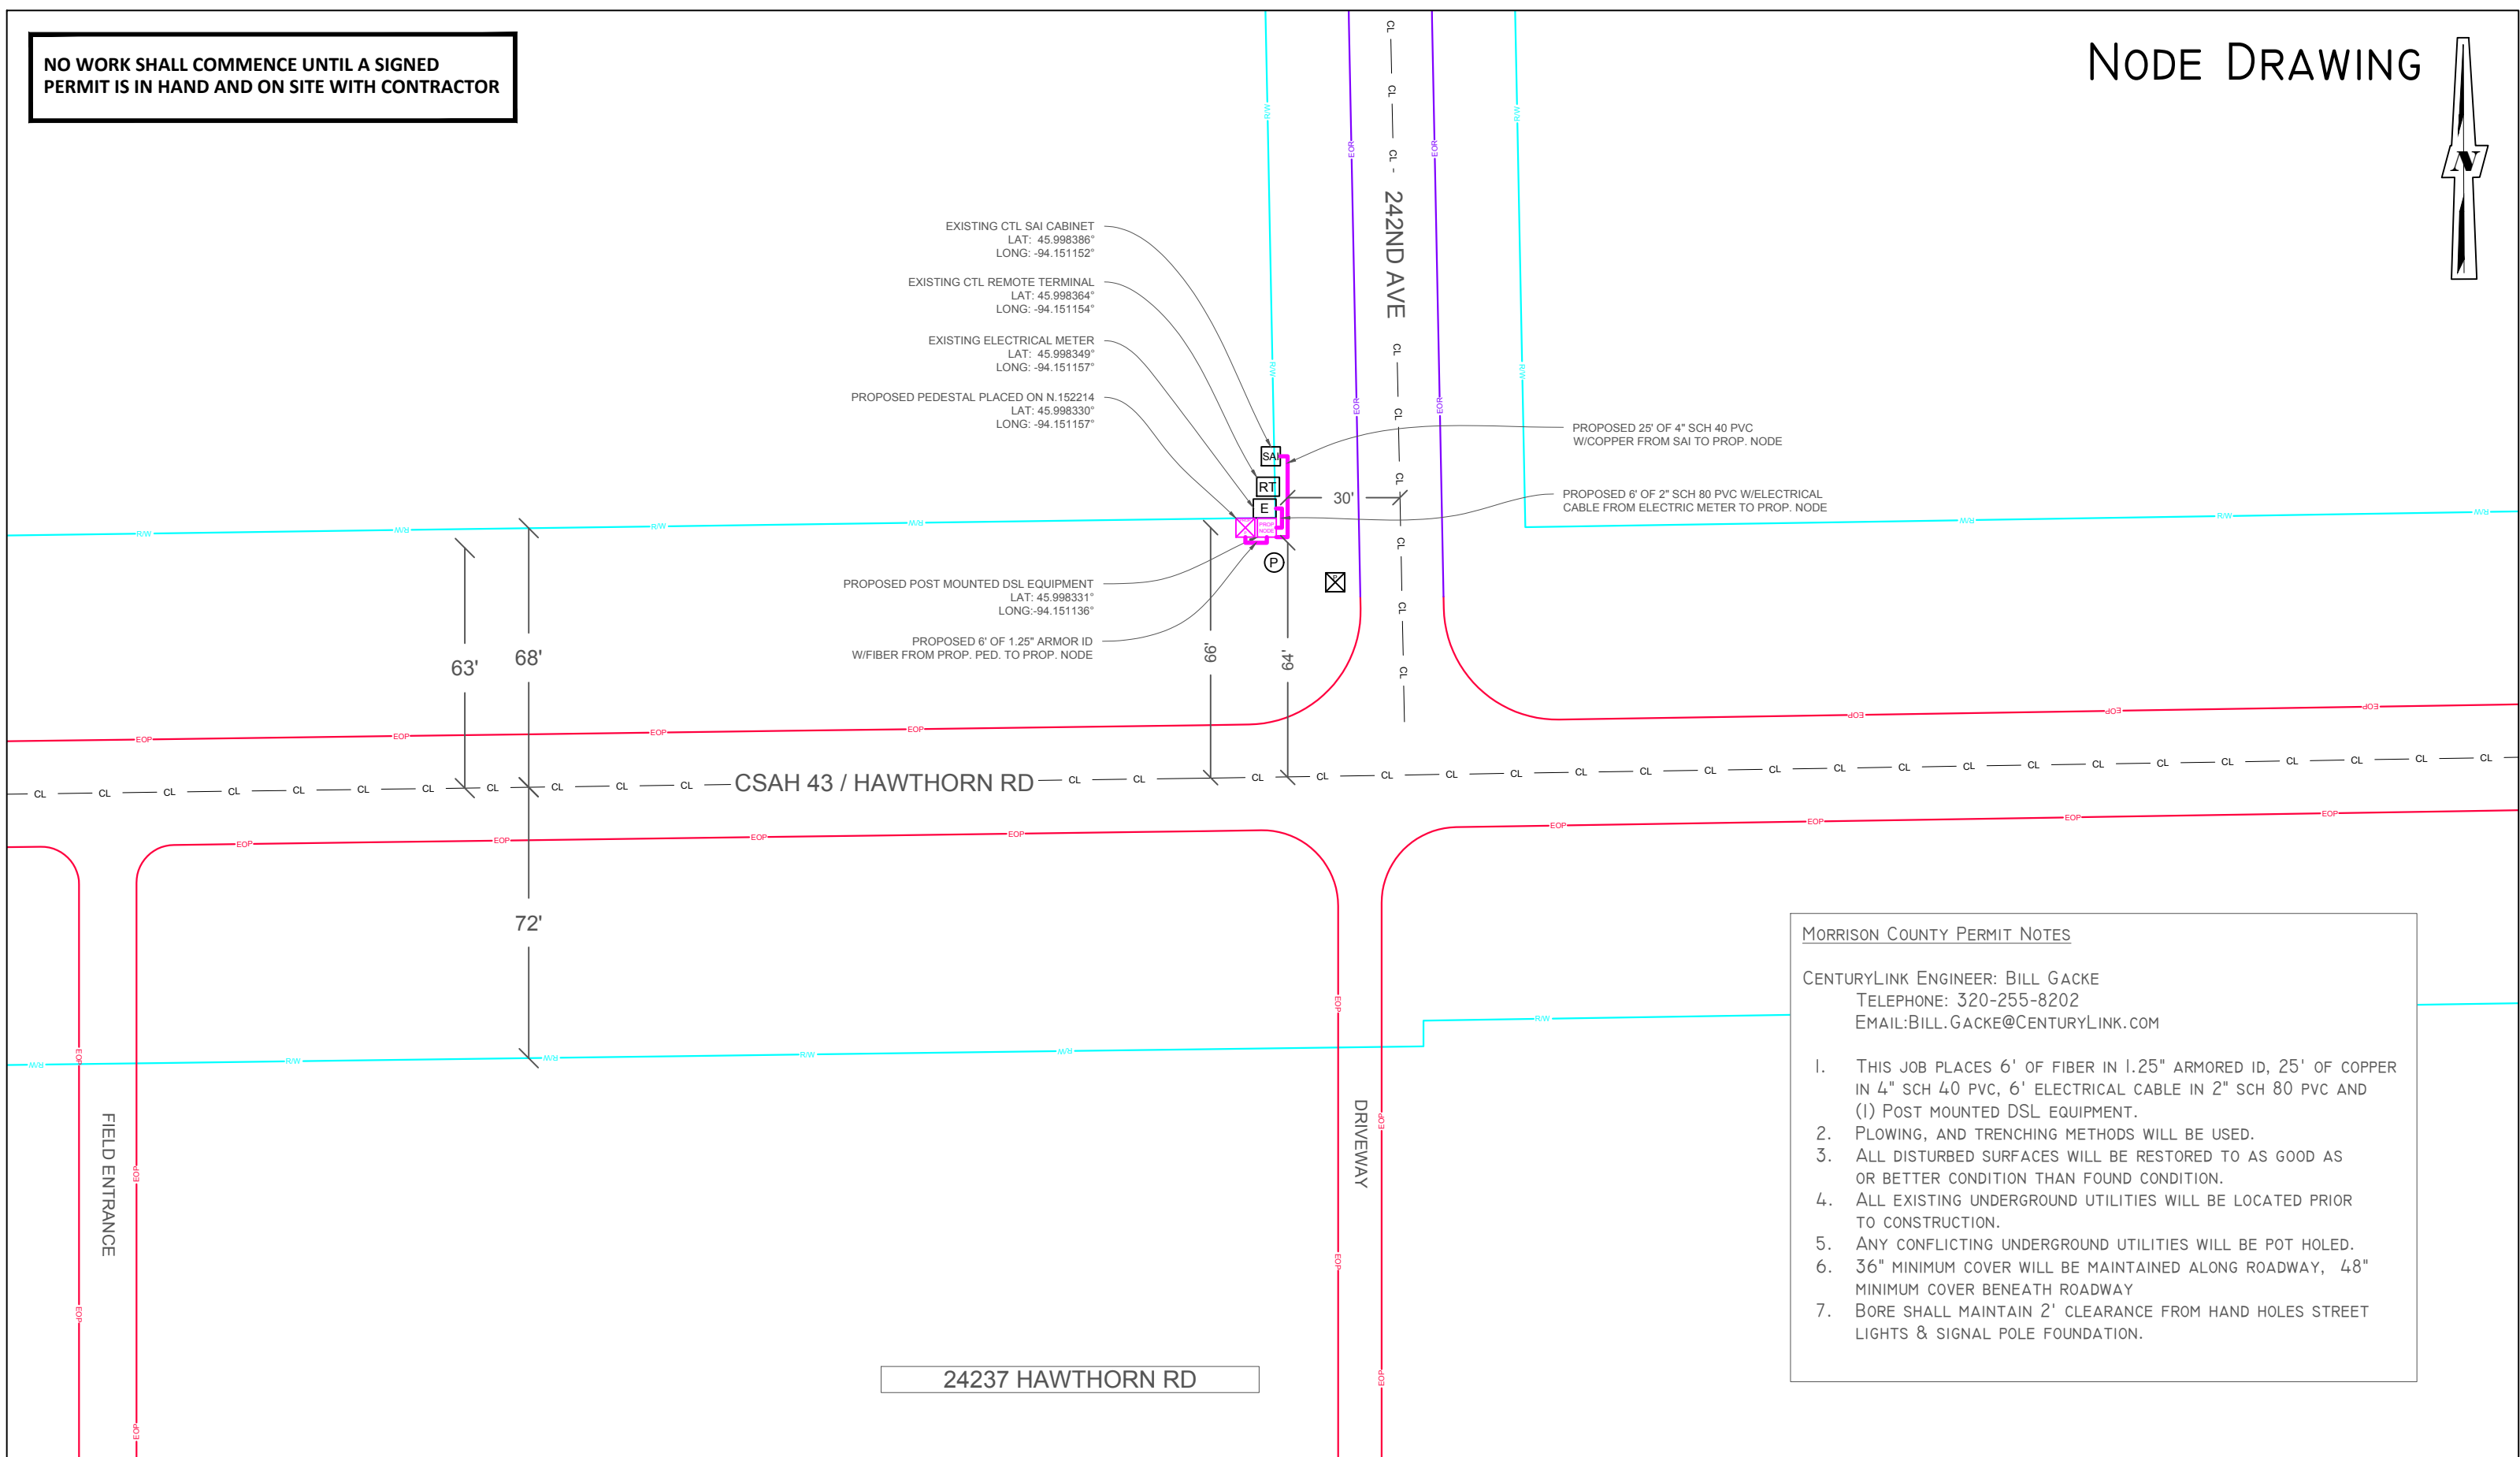 NO WORK SHALL COMMENCE UNTIL A SIGNED
PERMIT IS IN HAND AND ON SITE WITH CONTRACTOR
NODE DRAWING
N
EXISTING CTL SAI CABINET
LAT: 45.998386°
LONG: -94.151152°
EXISTING CTL REMOTE TERMINAL
LAT: 45.998364°
LONG: -94.151154°
EXISTING ELECTRICAL METER
LAT: 45.998349°
LONG: -94.151157°
PROPOSED PEDESTAL PLACED ON N.152214
LAT: 45.998330°
LONG: -94.151157°
PROPOSED POST MOUNTED DSL EQUIPMENT
LAT: 45.998331°
LONG:-94.151136°
PROPOSED 6' OF 1.25" ARMOR ID
W/FIBER FROM PROP. PED. TO PROP. NODE
SAI
RT
E
PROP
NODE
P
30'
242ND AVE
PROPOSED 25' OF 4" SCH 40 PVC
W/COPPER FROM SAI TO PROP. NODE
PROPOSED 6' OF 2" SCH 80 PVC W/ELECTRICAL
CABLE FROM ELECTRIC METER TO PROP. NODE
R/W
EOR
CL
EOP
63'
68'
66'
64'
72'
CSAH 43 / HAWTHORN RD
FIELD ENTRANCE
DRIVEWAY
24237 HAWTHORN RD
MORRISON COUNTY PERMIT NOTES
CENTURYLINK ENGINEER: BILL GACKE
TELEPHONE: 320-255-8202
EMAIL:BILL.GACKE@CENTURYLINK.COM
1. THIS JOB PLACES 6' OF FIBER IN 1.25" ARMORED ID, 25' OF COPPER
IN 4" SCH 40 PVC, 6' ELECTRICAL CABLE IN 2" SCH 80 PVC AND
(1) POST MOUNTED DSL EQUIPMENT.
2. PLOWING, AND TRENCHING METHODS WILL BE USED.
3. ALL DISTURBED SURFACES WILL BE RESTORED TO AS GOOD AS
OR BETTER CONDITION THAN FOUND CONDITION.
4. ALL EXISTING UNDERGROUND UTILITIES WILL BE LOCATED PRIOR
TO CONSTRUCTION.
5. ANY CONFLICTING UNDERGROUND UTILITIES WILL BE POT HOLED.
6. 36" MINIMUM COVER WILL BE MAINTAINED ALONG ROADWAY, 48"
MINIMUM COVER BENEATH ROADWAY
7. BORE SHALL MAINTAIN 2' CLEARANCE FROM HAND HOLES STREET
LIGHTS & SIGNAL POLE FOUNDATION.